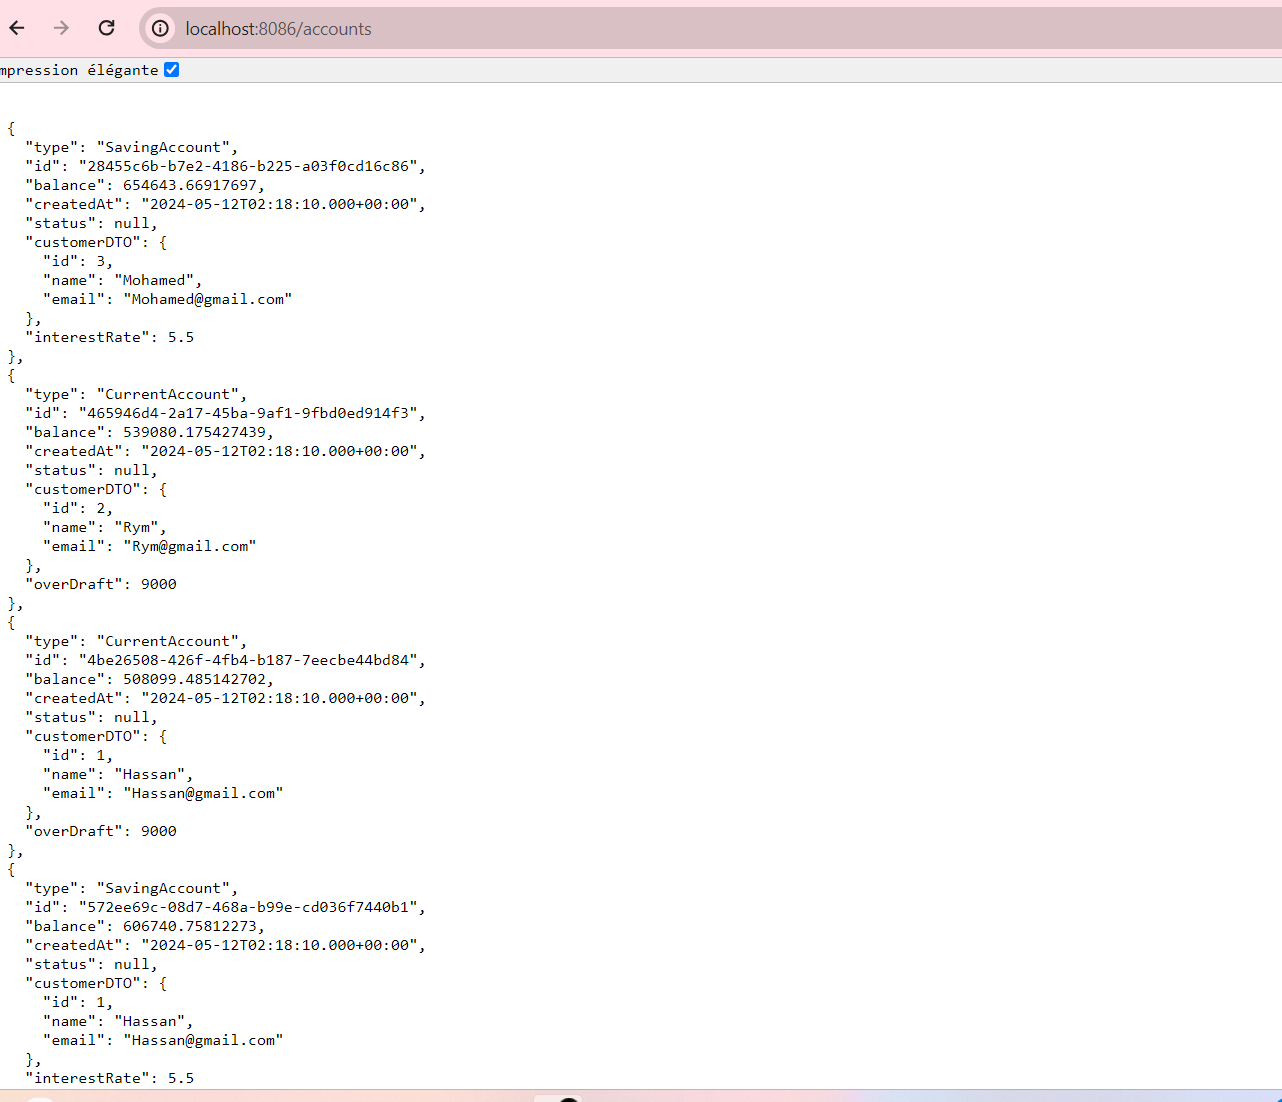 localhost:8086/accounts
mpression élégante
{
"type": "SavingAccount",
"id": "28455c6b-b7e2-4186-b225-a03f0cd16c86",
"balance": 654643.66917697,
"createdAt": "2024-05-12T02:18:10.000+00:00",
"status": null,
"customerDTO": {
"id": 3,
"name": "Mohamed",
"email": "Mohamed@gmail.com"
},
"interestRate": 5.5
},
{
"type": "CurrentAccount",
"id": "465946d4-2a17-45ba-9af1-9fbd0ed914f3",
"balance": 539080.175427439,
"createdAt": "2024-05-12T02:18:10.000+00:00",
"status": null,
"customerDTO": {
"id": 2,
"name": "Rym",
"email": "Rym@gmail.com"
},
"overDraft": 9000
},
{
"type": "CurrentAccount",
"id": "4be26508-426f-4fb4-b187-7eecbe44bd84",
"balance": 508099.485142702,
"createdAt": "2024-05-12T02:18:10.000+00:00",
"status": null,
"customerDTO": {
"id": 1,
"name": "Hassan",
"email": "Hassan@gmail.com"
},
"overDraft": 9000
},
{
"type": "SavingAccount",
"id": "572ee69c-08d7-468a-b99e-cd036f7440b1",
"balance": 606740.75812273,
"createdAt": "2024-05-12T02:18:10.000+00:00",
"status": null,
"customerDTO": {
"id": 1,
"name": "Hassan",
"email": "Hassan@gmail.com"
},
"interestRate": 5.5